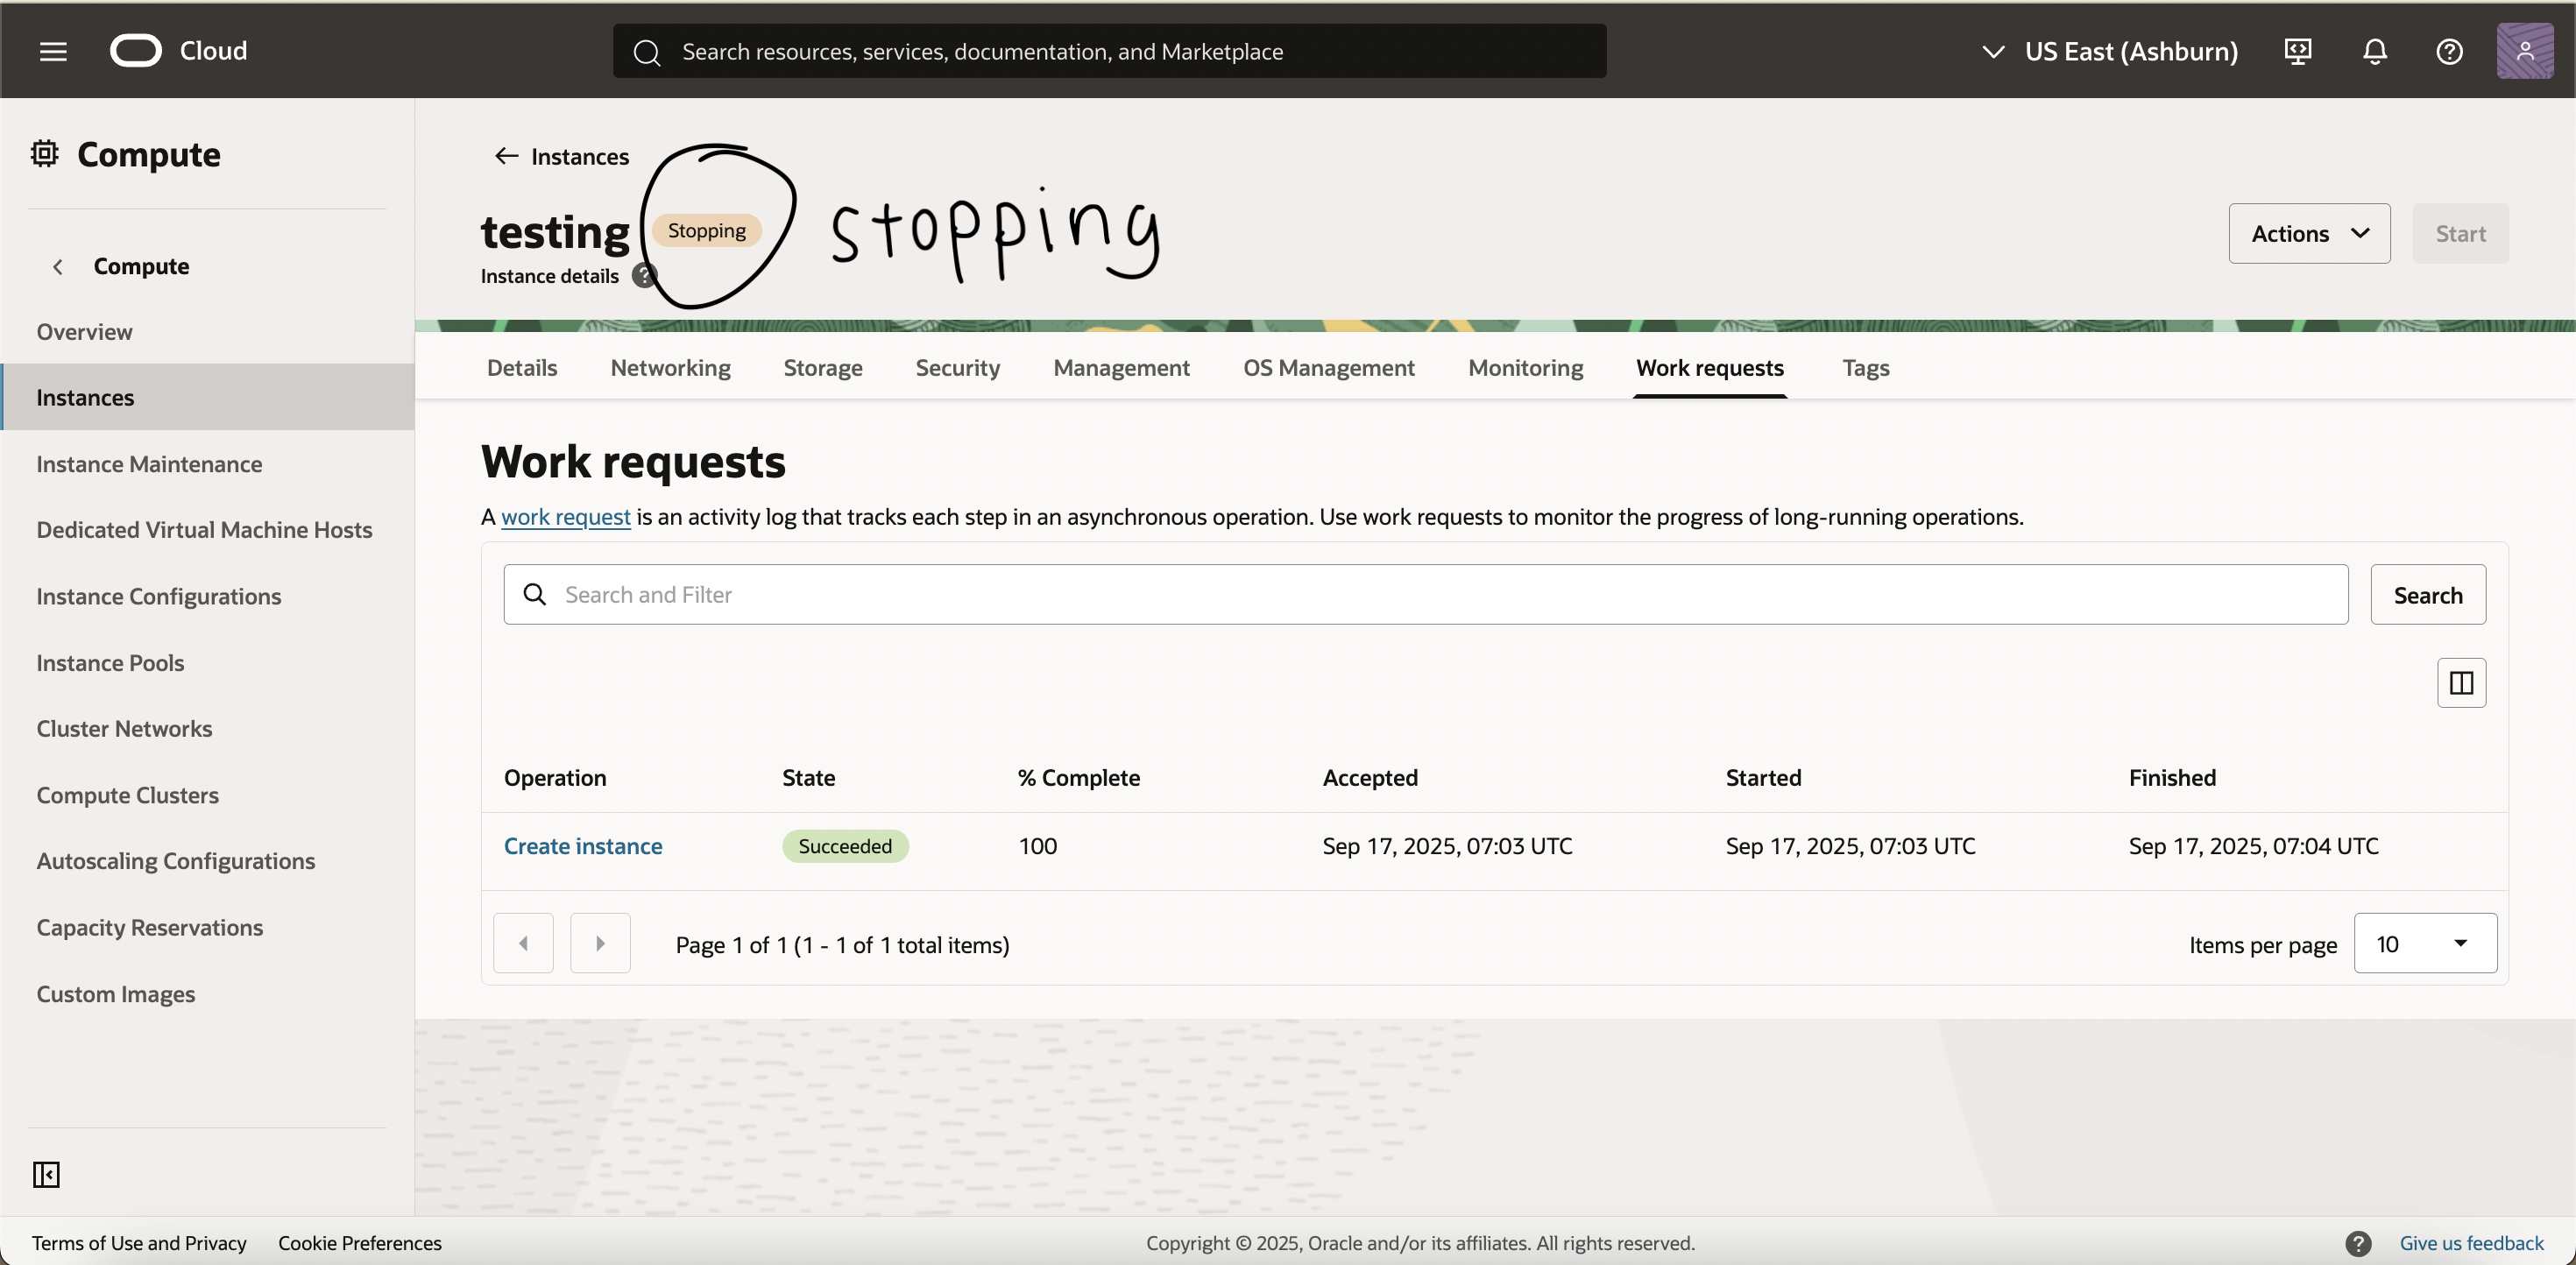 Cloud
Search resources, services, documentation, and Marketplace
US East (Ashburn)
Compute
Compute
Overview
Instances
Instance Maintenance
Dedicated Virtual Machine Hosts
Instance Configurations
Instance Pools
Cluster Networks
Compute Clusters
Autoscaling Configurations
Capacity Reservations
Custom Images
Instances
testing Stopping stopping
Instance details ?
Actions Start
Details Networking Storage Security Management OS Management Monitoring Work requests Tags
Work requests
A work request is an activity log that tracks each step in an asynchronous operation. Use work requests to monitor the progress of long-running operations.
Search and Filter Search
Operation State % Complete Accepted Started Finished
Create instance Succeeded 100 Sep 17, 2025, 07:03 UTC Sep 17, 2025, 07:03 UTC Sep 17, 2025, 07:04 UTC
Page 1 of 1 (1 - 1 of 1 total items) Items per page 10
Terms of Use and Privacy Cookie Preferences Copyright © 2025, Oracle and/or its affiliates. All rights reserved. ? Give us feedback